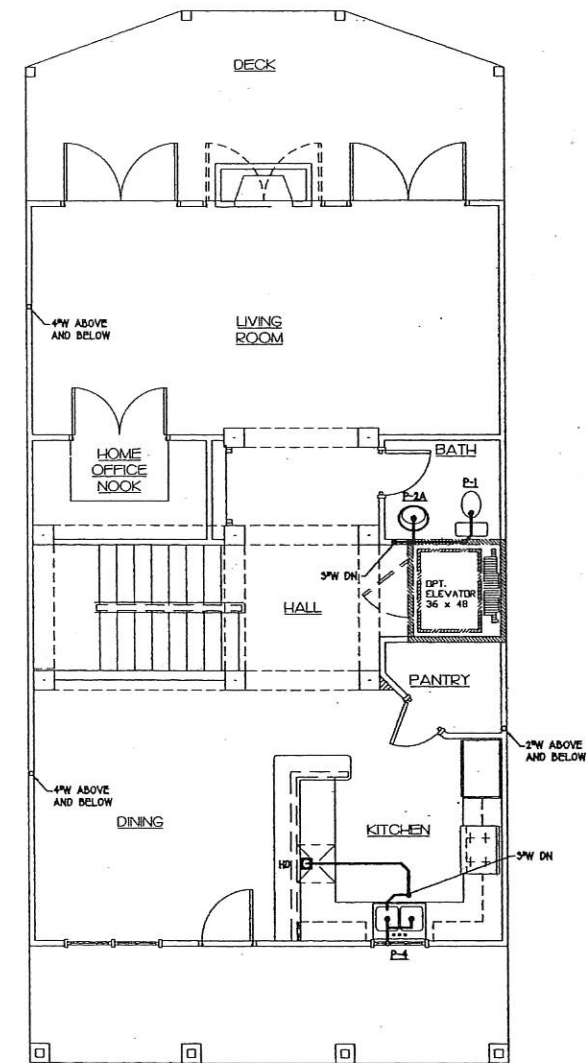 DECK
4"W ABOVE
AND BELOW
LIVING
ROOM
HOME
OFFICE
NOOK
BATH
P-2A
P-1
3"W DN
OPT.
ELEVATOR
36 x 48
HALL
PANTRY
2"W ABOVE
AND BELOW
4"W ABOVE
AND BELOW
DINING
KITCHEN
HD
3"W DN
P-4